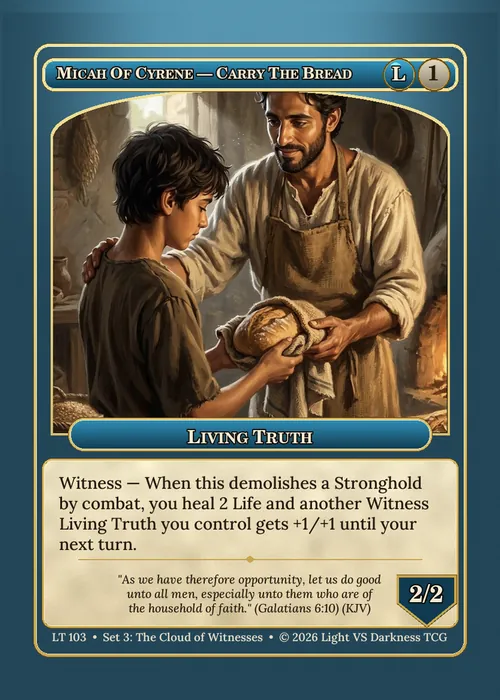 Micah Of Cyrene — Carry The Bread L 1
Living Truth
Witness — When this demolishes a Stronghold
by combat, you heal 2 Life and another Witness
Living Truth you control gets +1/+1 until your
next turn.
"As we have therefore opportunity, let us do good
unto all men, especially unto them who are of
the household of faith." (Galatians 6:10) (KJV)
2/2
LT 103 • Set 3: The Cloud of Witnesses • © 2026 Light VS Darkness TCG